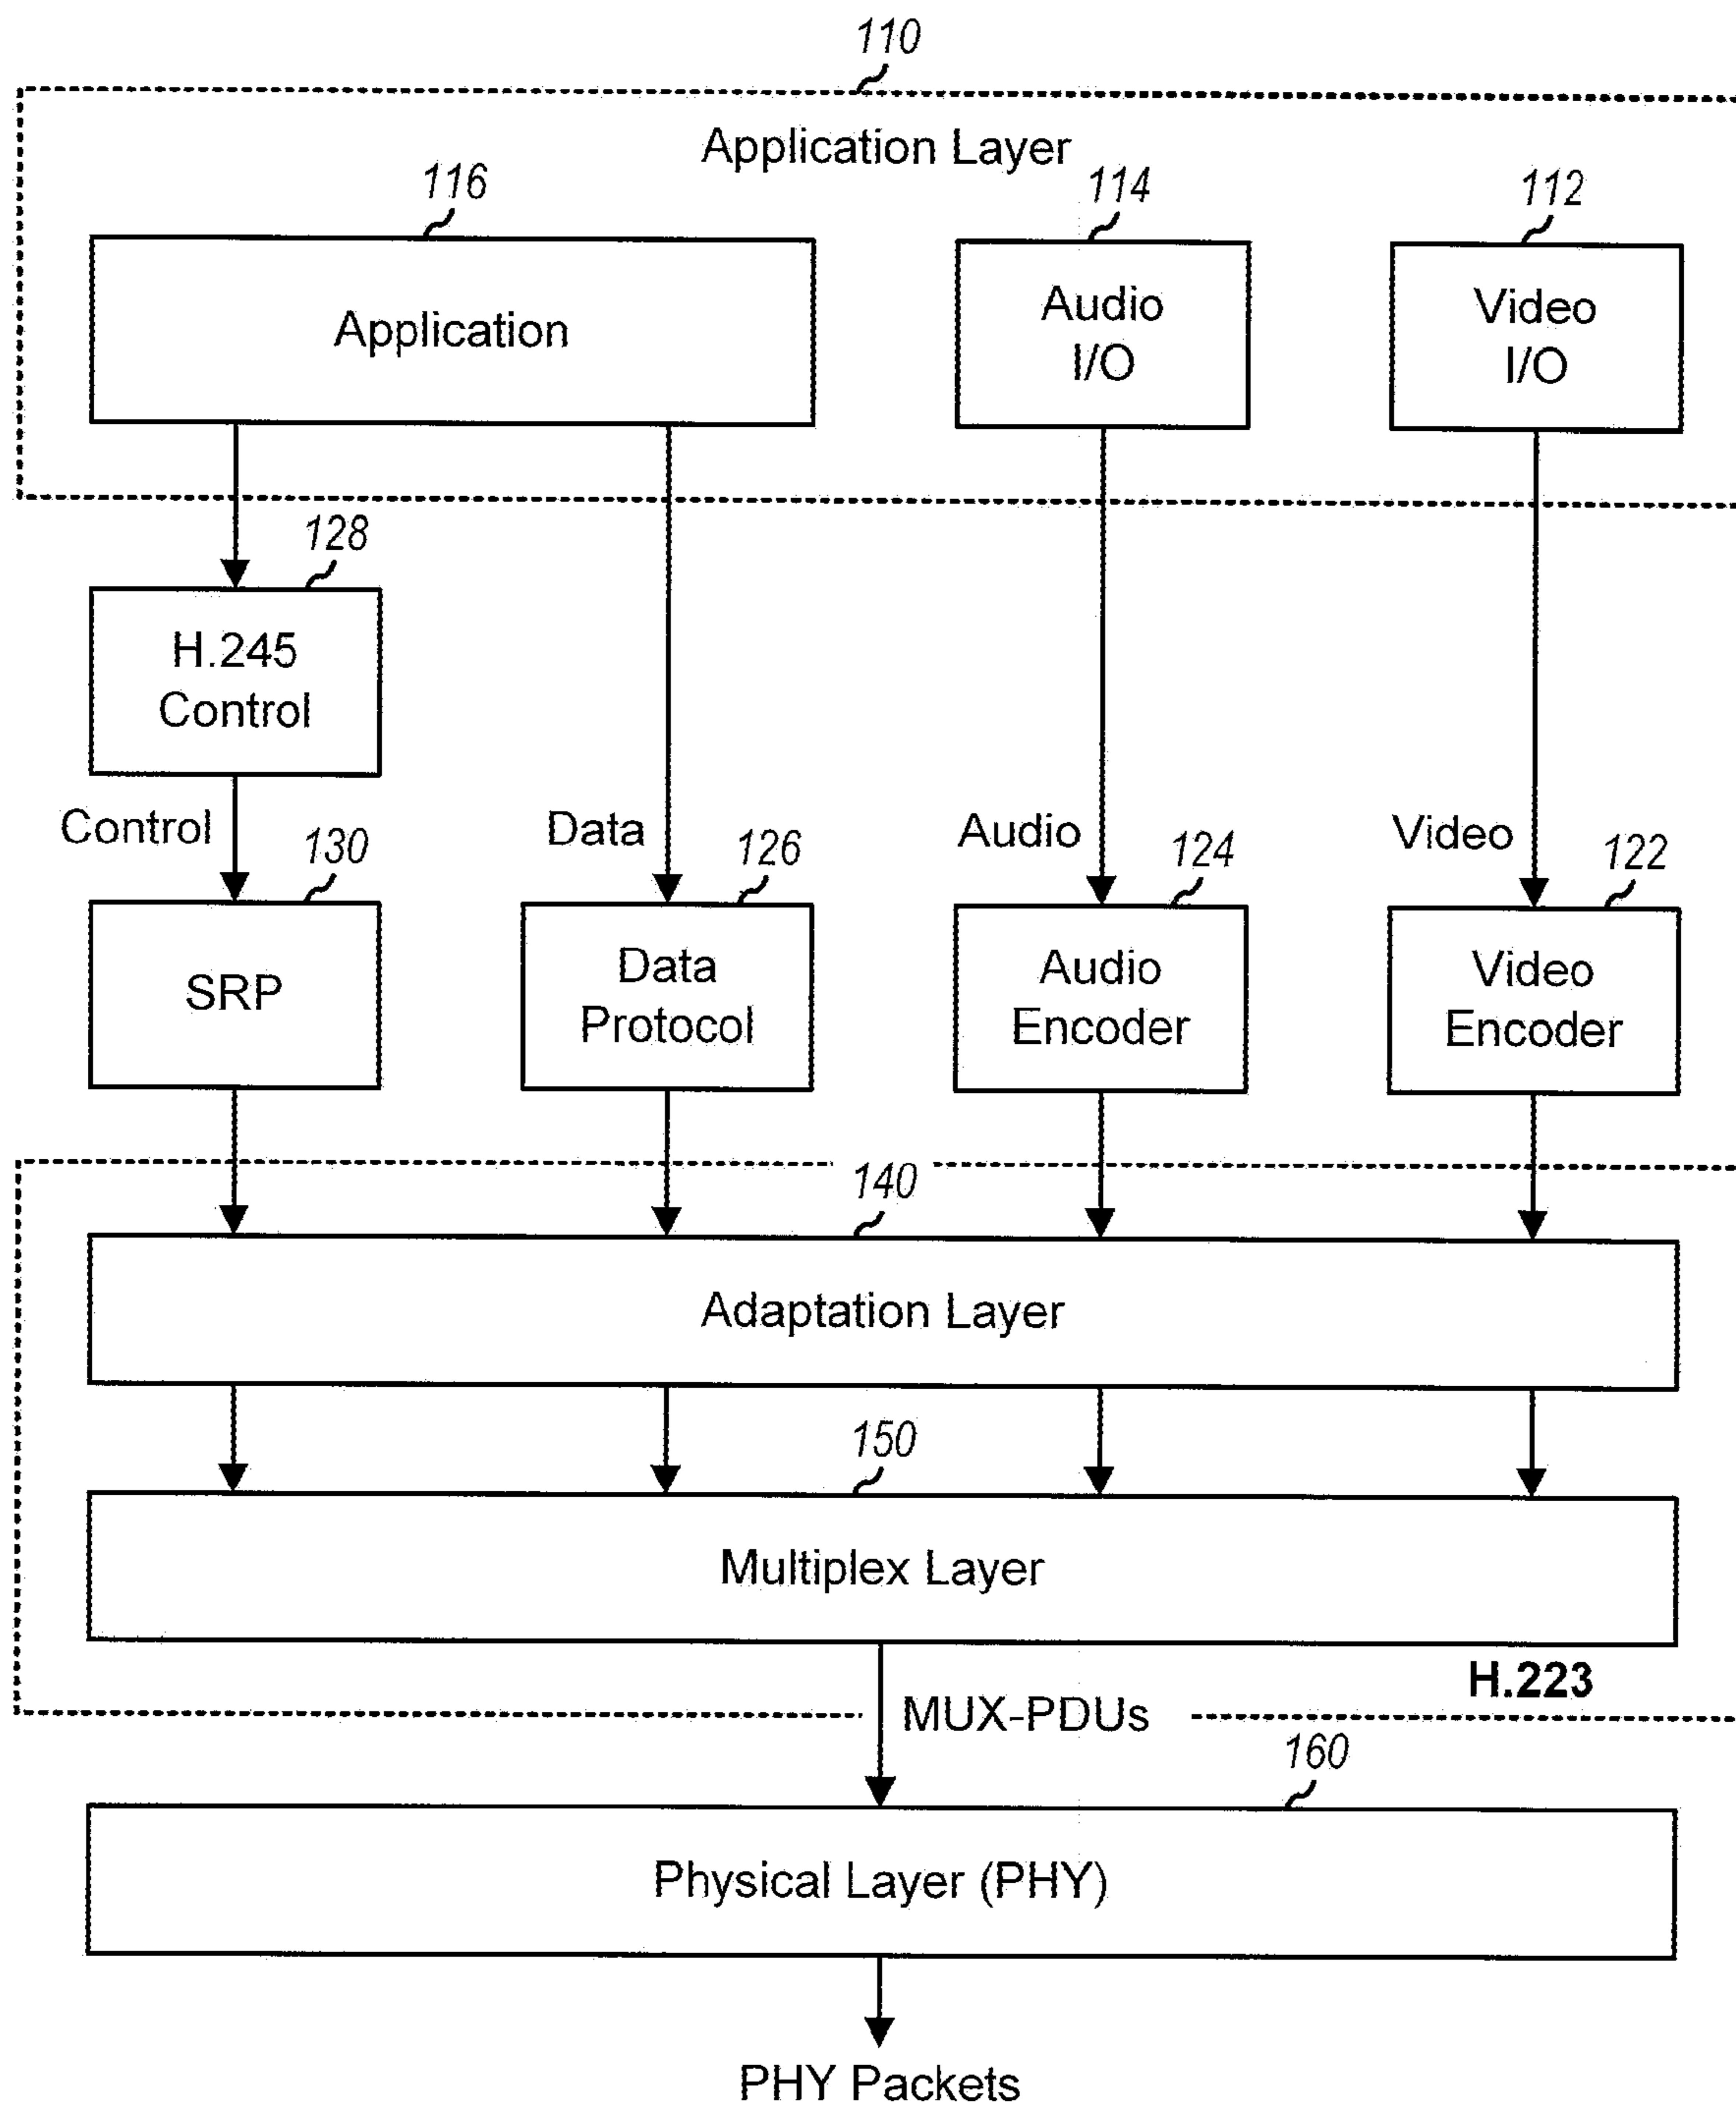 110
Application Layer
116
114
112
Application
Audio
I/O
Video
I/O
128
H.245
Control
Control
Data
Audio
Video
130
126
124
122
SRP
Data
Protocol
Audio
Encoder
Video
Encoder
140
Adaptation Layer
150
Multiplex Layer
H.223
MUX-PDUs
160
Physical Layer (PHY)
PHY Packets